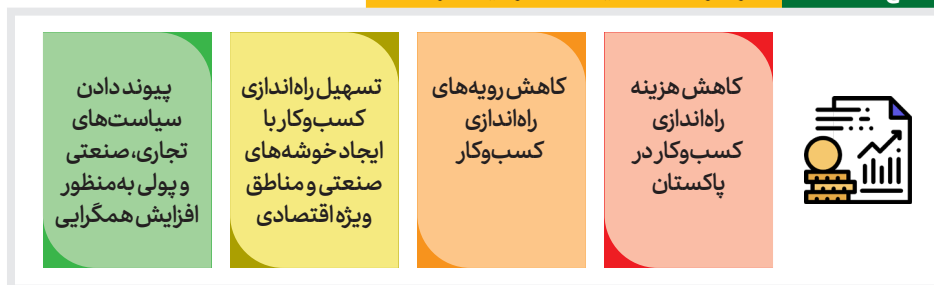 کاهش هزینه
راه‌اندازی
کسب‌وکار در
پاکستان
کاهش رویه‌های
راه‌اندازی
کسب‌وکار
تسهیل راه‌اندازی
کسب‌وکار با
ایجاد خوشه‌های
صنعتی و مناطق
ویژه اقتصادی
پیوند دادن
سیاست‌های
تجاری، صنعتی
و پولی به‌منظور
افزایش همگرایی